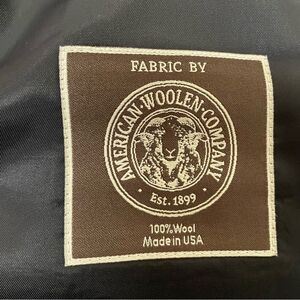 FABRIC BY
AMERICAN·WOOLEN·COMPANY
· Est. 1899 ·
100% Wool
Made in USA